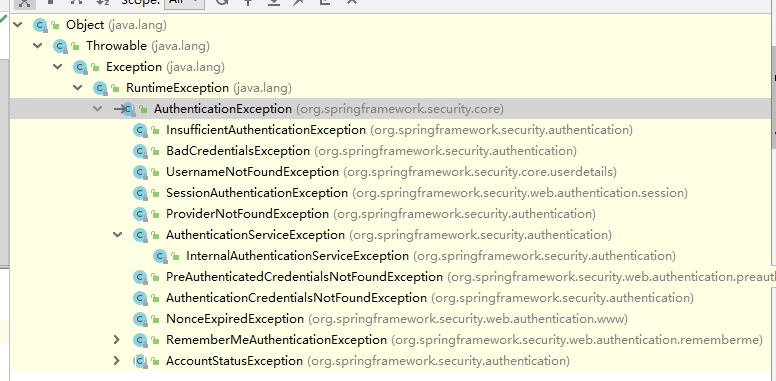 Scope: All
Object (java.lang)
Throwable (java.lang)
Exception (java.lang)
RuntimeException (java.lang)
AuthenticationException (org.springframework.security.core)
InsufficientAuthenticationException (org.springframework.security.authentication)
BadCredentialsException (org.springframework.security.authentication)
UsernameNotFoundException (org.springframework.security.core.userdetails)
SessionAuthenticationException (org.springframework.security.web.authentication.session)
ProviderNotFoundException (org.springframework.security.authentication)
AuthenticationServiceException (org.springframework.security.authentication)
InternalAuthenticationServiceException (org.springframework.security.authentication)
PreAuthenticatedCredentialsNotFoundException (org.springframework.security.web.authentication.preaut
AuthenticationCredentialsNotFoundException (org.springframework.security.authentication)
NonceExpiredException (org.springframework.security.web.authentication.www)
RememberMeAuthenticationException (org.springframework.security.web.authentication.rememberme)
AccountStatusException (org.springframework.security.authentication)